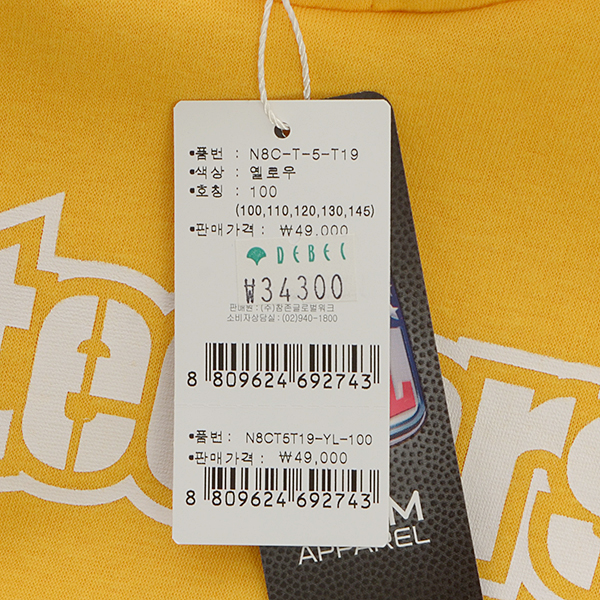 •품번 : N8C-T-5-T19
•색상 : 옐로우
•호칭 : 100
(100,110,120,130,145)
•판매가격 : ₩49,000
DEBEC
₩34300
판매원 : (주)참존글로벌워크
소비자상담실 : (02)940-1800
8 809624 692743
•품번 : N8CT5T19-YL-100
•판매가격 : ₩49,000
8 809624 692743
APPAREL